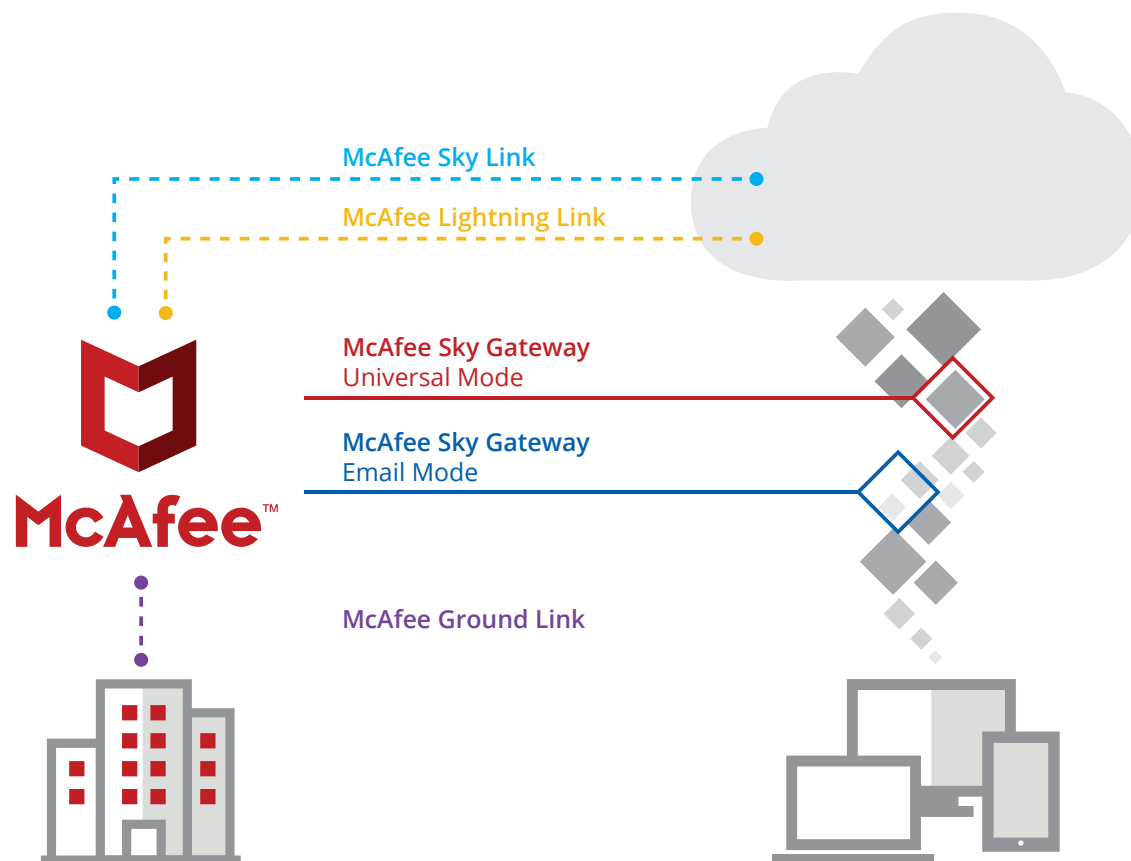 McAfee Sky Link
McAfee Lightning Link
McAfee Sky Gateway
Universal Mode
McAfee Sky Gateway
Email Mode
McAfee™
McAfee Ground Link